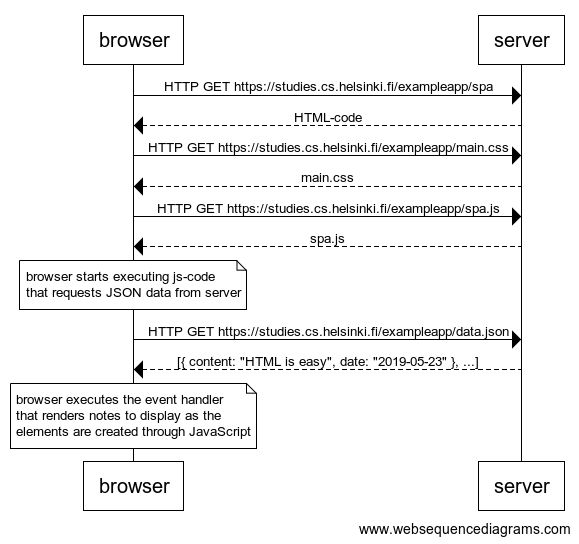 browser server
HTTP GET https://studies.cs.helsinki.fi/exampleapp/spa
HTML-code
HTTP GET https://studies.cs.helsinki.fi/exampleapp/main.css
main.css
HTTP GET https://studies.cs.helsinki.fi/exampleapp/spa.js
spa.js
browser starts executing js-code
that requests JSON data from server
HTTP GET https://studies.cs.helsinki.fi/exampleapp/data.json
[{ content: "HTML is easy", date: "2019-05-23" }, ...]
browser executes the event handler
that renders notes to display as the
elements are created through JavaScript
browser server
www.websequencediagrams.com